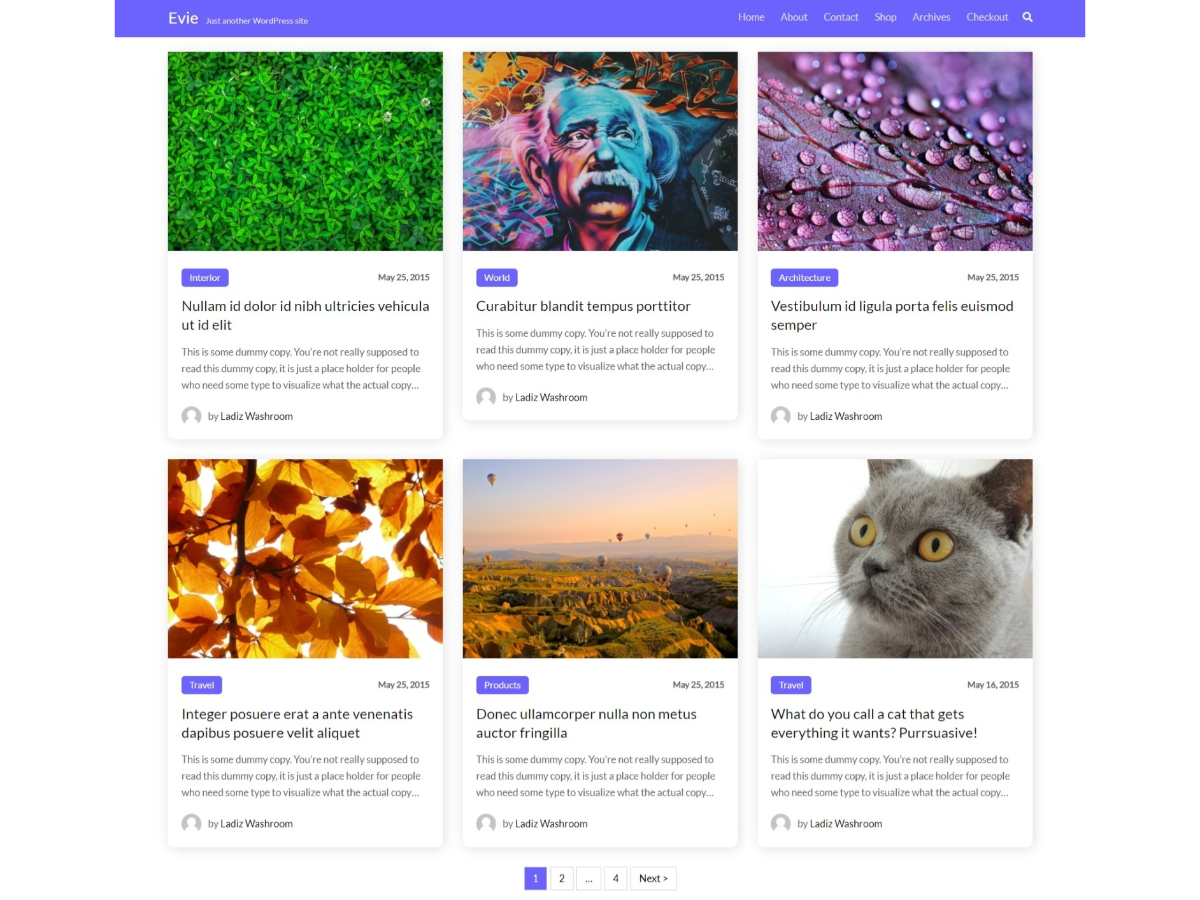 Evie Just another WordPress site
Home About Contact Shop Archives Checkout
Interior May 25, 2015
Nullam id dolor id nibh ultricies vehicula
ut id elit
This is some dummy copy. You're not really supposed to
read this dummy copy, it is just a place holder for people
who need some type to visualize what the actual copy...
by Ladiz Washroom
World May 25, 2015
Curabitur blandit tempus porttitor
This is some dummy copy. You're not really supposed to
read this dummy copy, it is just a place holder for people
who need some type to visualize what the actual copy...
by Ladiz Washroom
Architecture May 25, 2015
Vestibulum id ligula porta felis euismod
semper
This is some dummy copy. You're not really supposed to
read this dummy copy, it is just a place holder for people
who need some type to visualize what the actual copy...
by Ladiz Washroom
Travel May 25, 2015
Integer posuere erat a ante venenatis
dapibus posuere velit aliquet
This is some dummy copy. You're not really supposed to
read this dummy copy, it is just a place holder for people
who need some type to visualize what the actual copy...
by Ladiz Washroom
Products May 25, 2015
Donec ullamcorper nulla non metus
auctor fringilla
This is some dummy copy. You're not really supposed to
read this dummy copy, it is just a place holder for people
who need some type to visualize what the actual copy...
by Ladiz Washroom
Travel May 16, 2015
What do you call a cat that gets
everything it wants? Purrsuasive!
This is some dummy copy. You're not really supposed to
read this dummy copy, it is just a place holder for people
who need some type to visualize what the actual copy...
by Ladiz Washroom
1 2 ... 4 Next >